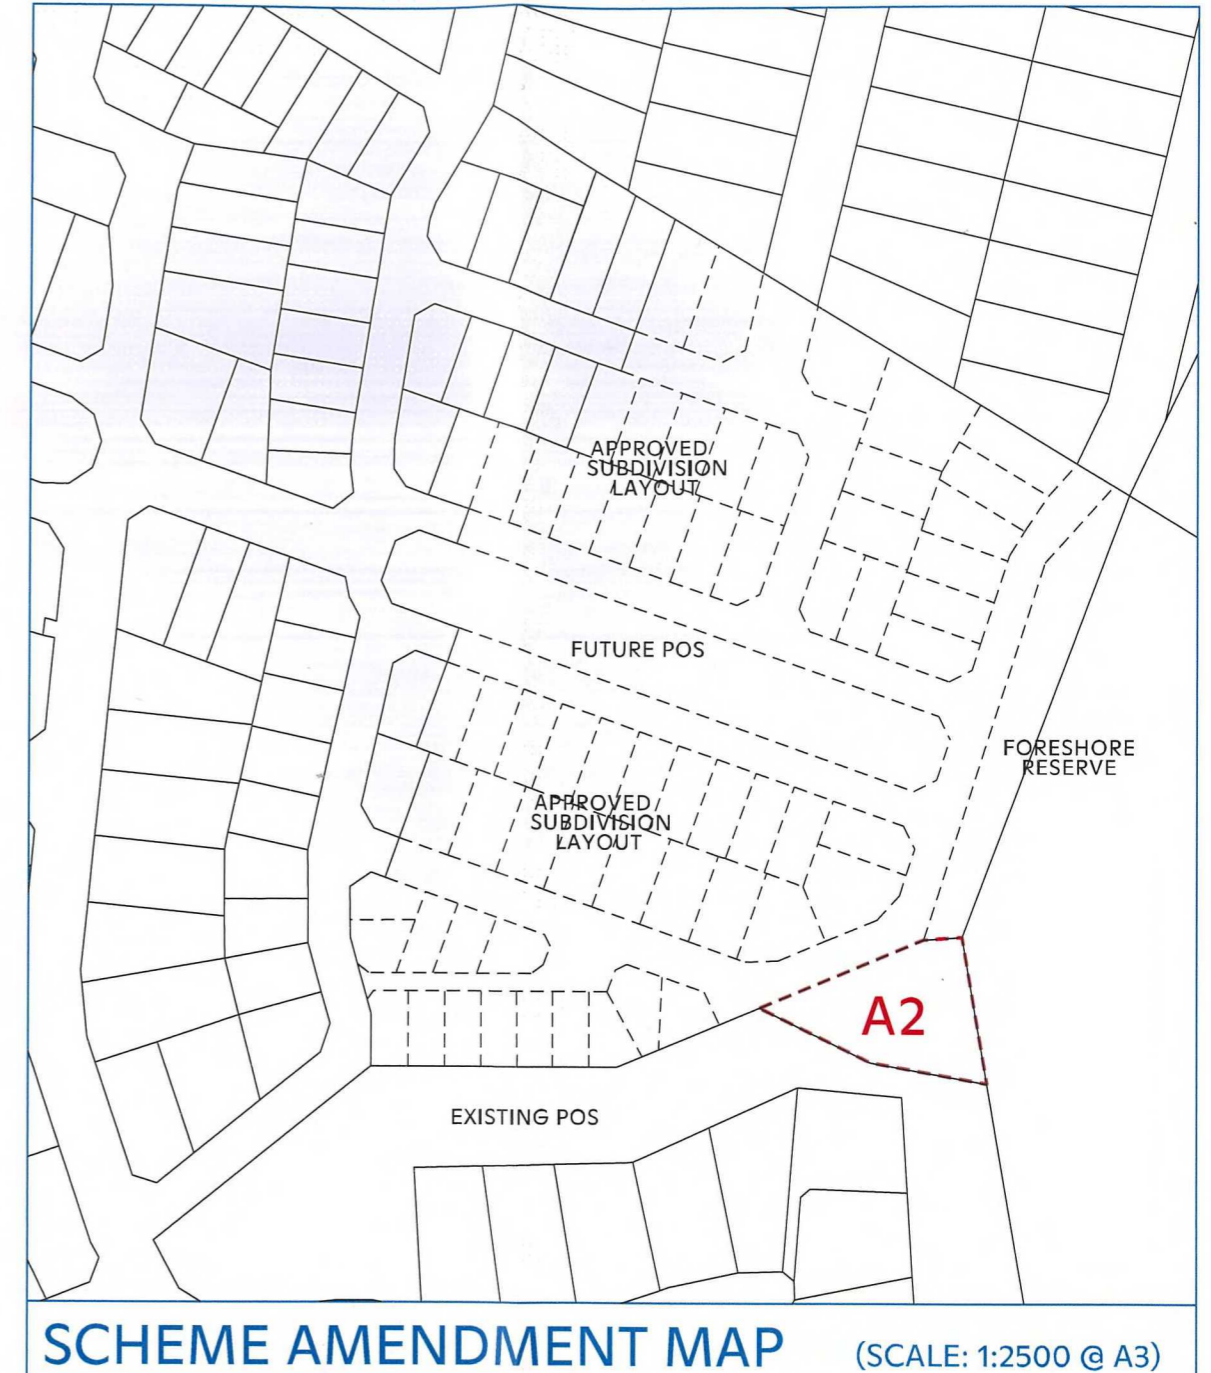 APPROVED
SUBDIVISION
LAYOUT
FUTURE POS
FORESHORE
RESERVE
APPROVED
SUBDIVISION
LAYOUT
A2
EXISTING POS
SCHEME AMENDMENT MAP (SCALE: 1:2500 @ A3)